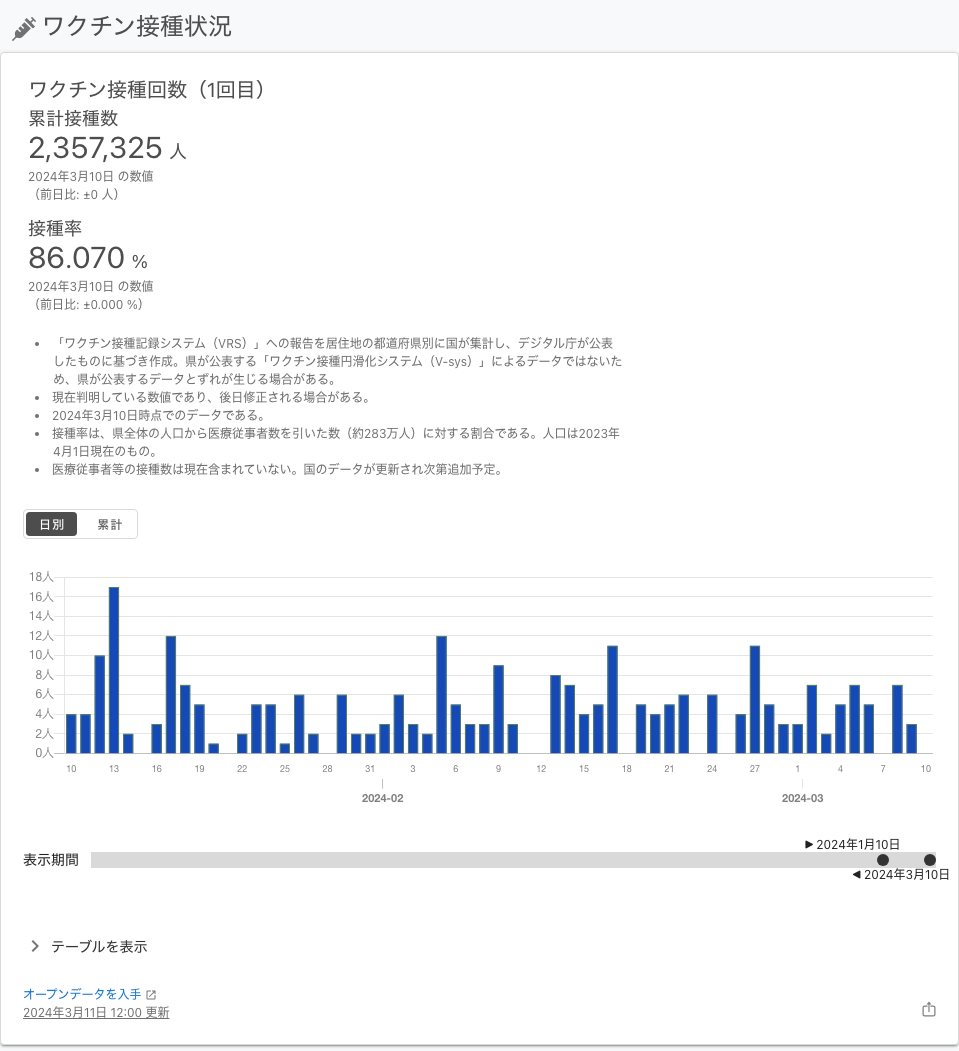 ワクチン接種状況
ワクチン接種回数（1回目）
累計接種数
2,357,325 人
2024年3月10日 の数値
（前日比: ±0 人）
接種率
86.070 %
2024年3月10日 の数値
（前日比: ±0.000 %）
• 「ワクチン接種記録システム（VRS）」への報告を居住地の都道府県別に国が集計し、デジタル庁が公表
したものに基づき作成。県が公表する「ワクチン接種円滑化システム（V-sys）」によるデータではないた
め、県が公表するデータとずれが生じる場合がある。
• 現在判明している数値であり、後日修正される場合がある。
• 2024年3月10日時点でのデータである。
• 接種率は、県全体の人口から医療従事者数を引いた数（約283万人）に対する割合である。人口は2023年
4月1日現在のもの。
• 医療従事者等の接種数は現在含まれていない。国のデータが更新され次第追加予定。
日別 累計
18人
16人
14人
12人
10人
8人
6人
4人
2人
0人
10 13 16 19 22 25 28 31 3 6 9 12 15 18 21 24 27 1 4 7 10
2024-02 2024-03
▶ 2024年1月10日
表示期間
◀ 2024年3月10日
テーブルを表示
オープンデータを入手
2024年3月11日 12:00 更新